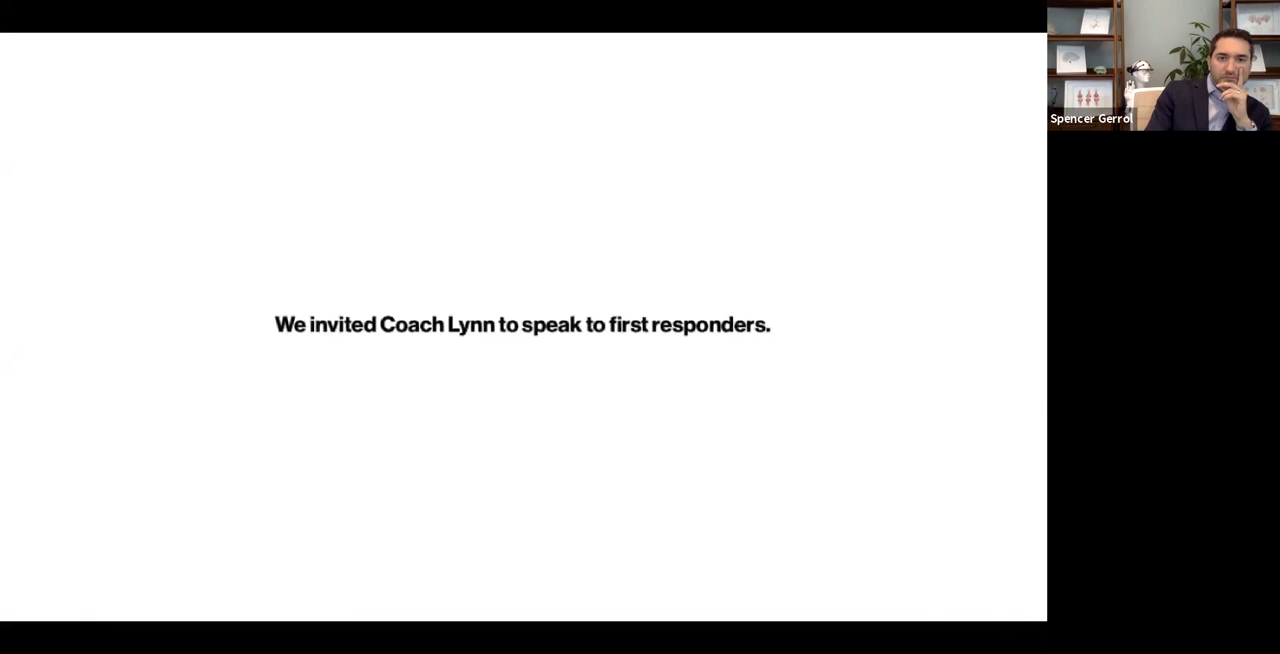 We invited Coach Lynn to speak to first responders.
Spencer Gerrol